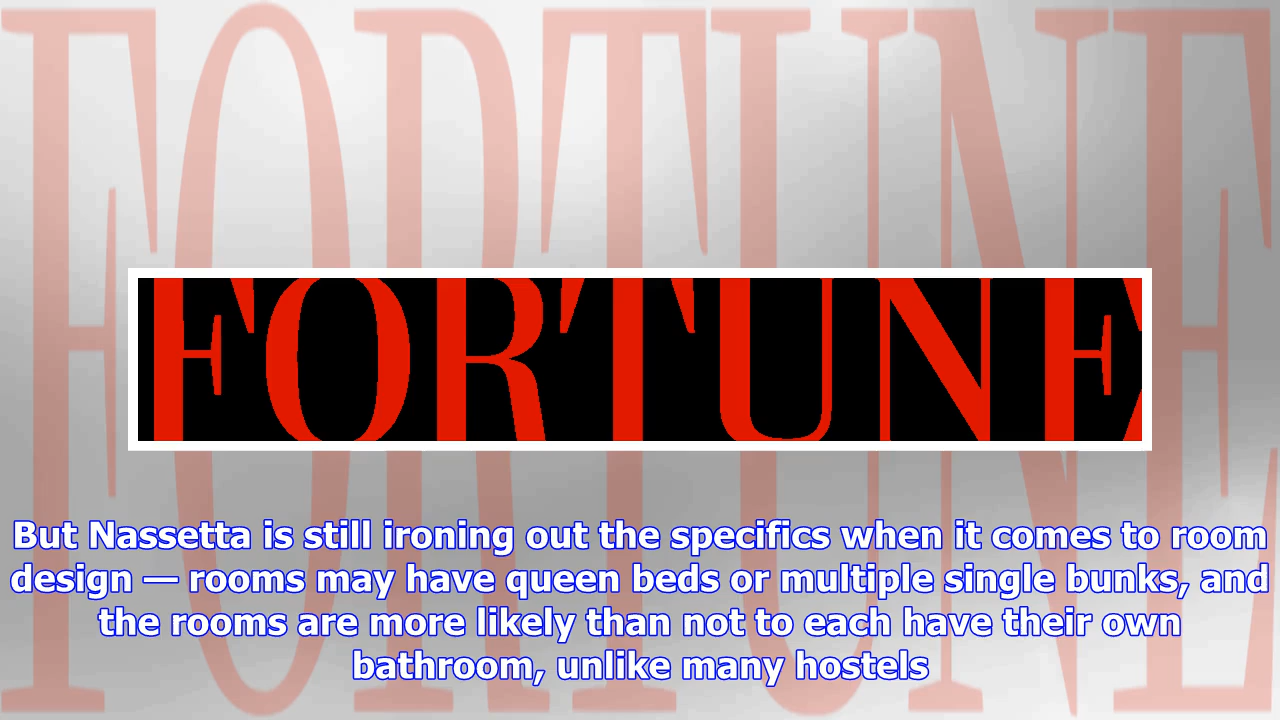 FORTUNE
FORTUNE
But Nassetta is still ironing out the specifics when it comes to room
design — rooms may have queen beds or multiple single bunks, and
the rooms are more likely than not to each have their own
bathroom, unlike many hostels